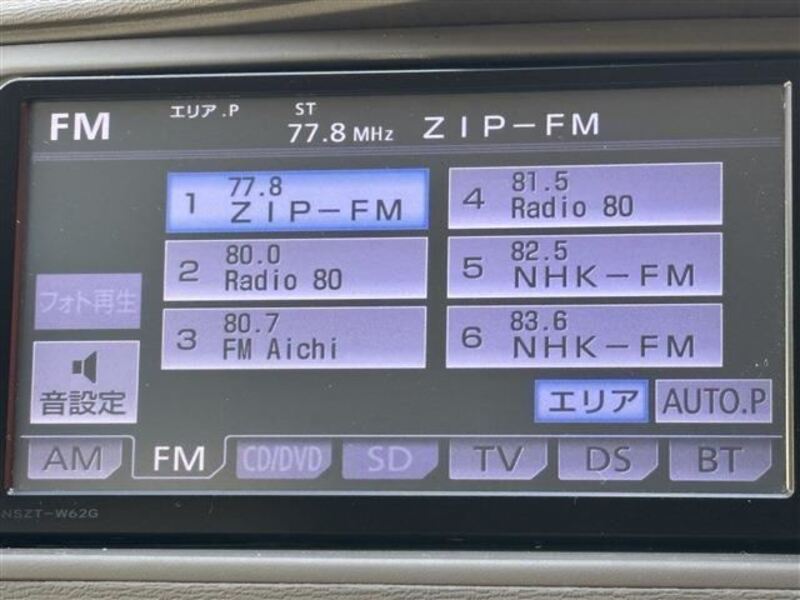 FM
エリア.P
ST
77.8 MHz
ZIP-FM
1 77.8
ZIP-FM
2 80.0
Radio 80
3 80.7
FM Aichi
4 81.5
Radio 80
5 82.5
NHK-FM
6 83.6
NHK-FM
フォト再生
音設定
エリア
AUTO.P
AM
FM
CD/DVD
SD
TV
DS
BT
NSZT-W62G